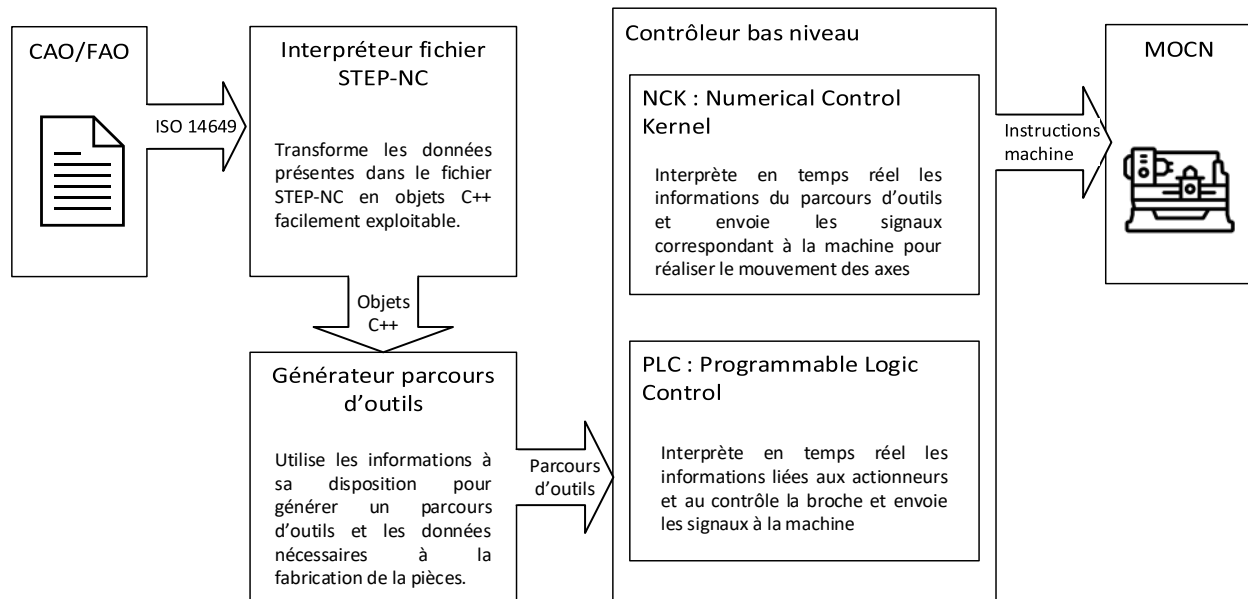 CAO/FAO
ISO 14649
Interpréteur fichier
STEP-NC
Transforme les données
présentes dans le fichier
STEP-NC en objets C++
facilement exploitable.
Objets
C++
Générateur parcours
d’outils
Utilise les informations à
sa disposition pour
générer un parcours
d’outils et les données
nécessaires à la
fabrication de la pièces.
Parcours
d’outils
Contrôleur bas niveau
NCK : Numerical Control
Kernel
Interprète en temps réel les
informations du parcours d’outils
et envoie les signaux
correspondant à la machine pour
réaliser le mouvement des axes
PLC : Programmable Logic
Control
Interprète en temps réel les
informations liées aux actionneurs
et au contrôle la broche et envoie
les signaux à la machine
Instructions
machine
MOCN